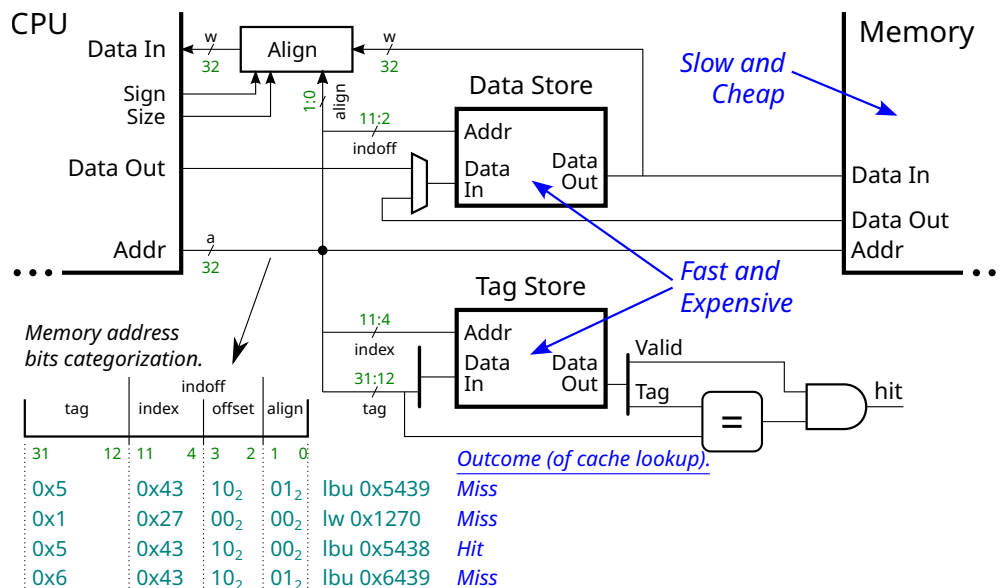 CPU
Memory
Data In
w
32
Align
w
32
Slow and
Cheap
Sign
Size
1:0
align
Data Store
11:2
indoff
Addr
Data
In
Data
Out
Data Out
Data In
Data Out
Addr
a
32
Addr
Fast and
Expensive
Tag Store
11:4
index
Addr
Data
In
Data
Out
31:12
tag
Valid
Tag
=
hit
Memory address
bits categorization.
indoff
tag index offset align
31 12 11 4 3 2 1 0
Outcome (of cache lookup).
0x5 0x43 10₂ 01₂ lbu 0x5439 Miss
0x1 0x27 00₂ 00₂ lw 0x1270 Miss
0x5 0x43 10₂ 00₂ lbu 0x5438 Hit
0x6 0x43 10₂ 01₂ lbu 0x6439 Miss